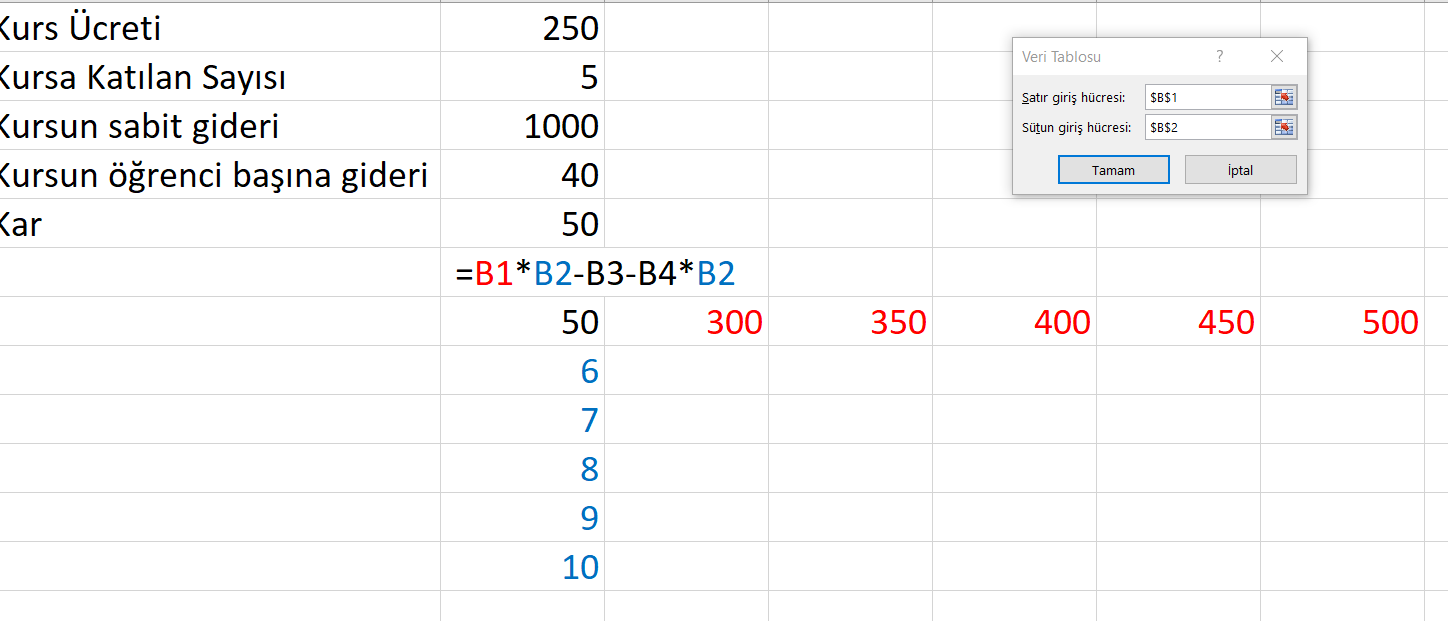 Kurs Ücreti 250
Kursa Katılan Sayısı 5
Kursun sabit gideri 1000
Kursun öğrenci başına gideri 40
Kar 50
=B1*B2-B3-B4*B2
50 300 350 400 450 500
6
7
8
9
10
Veri Tablosu ?
Satır giriş hücresi: $B$1
Sütun giriş hücresi: $B$2
Tamam İptal